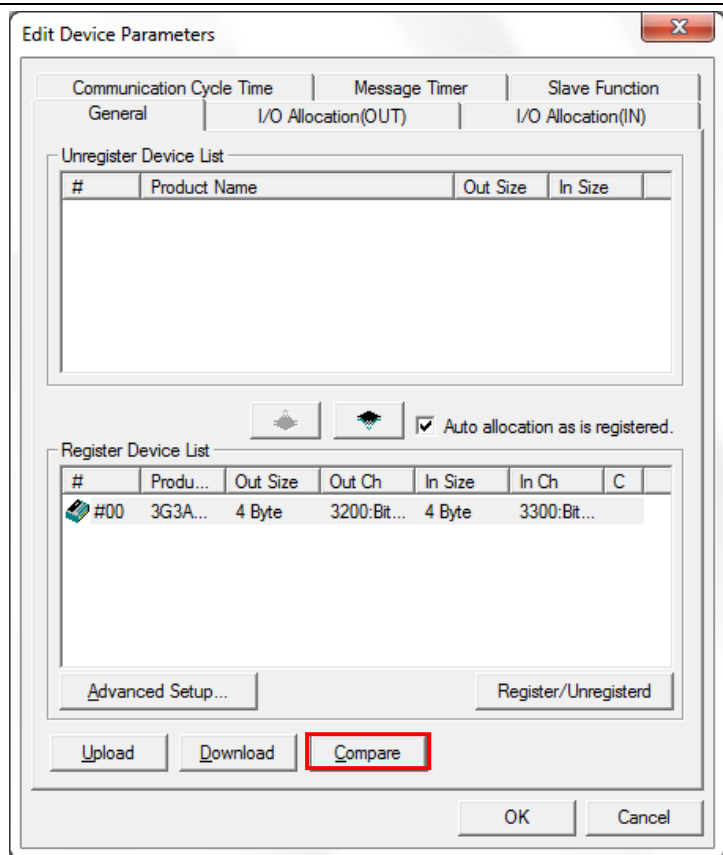 Edit Device Parameters
Communication Cycle Time Message Timer Slave Function
General I/O Allocation(OUT) I/O Allocation(IN)
Unregister Device List
# Product Name Out Size In Size
Auto allocation as is registered.
Register Device List
# Produ... Out Size Out Ch In Size In Ch C
#00 3G3A... 4 Byte 3200:Bit... 4 Byte 3300:Bit...
Advanced Setup... Register/Unregisterd
Upload Download Compare
OK Cancel